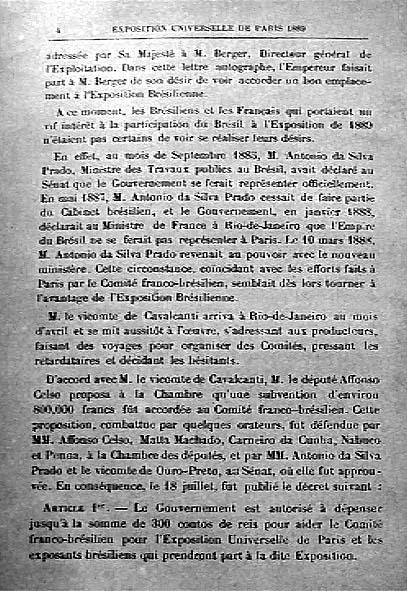 4 EXPOSITION UNIVERSELLE DE PARIS 1889
adressée par Sa Majesté à M. Berger, Directeur général de
l'Exploitation. Dans cette lettre autographe, l'Empereur faisait
part à M. Berger de son désir de voir accorder un bon emplace-
ment à l'Exposition Brésilienne.
A ce moment, les Brésiliens et les Français qui portaient un
vif intérêt à la participation du Brésil à l'Exposition de 1889
n'étaient pas certains de voir se réaliser leurs désirs.
En effet, au mois de Septembre 1885, M. Antonio da Silva
Prado, Ministre des Travaux publics au Brésil, avait déclaré au
Sénat que le Gouvernement se ferait représenter officiellement.
En mai 1887, M. Antonio da Silva Prado cessait de faire partie
du Cabinet brésilien, et le Gouvernement, en janvier 1888,
déclarait au Ministre de France à Rio-de-Janeiro que l'Empire
du Brésil ne se ferait pas représenter à Paris. Le 10 mars 1888,
M. Antonio da Silva Prado revenait au pouvoir avec le nouveau
ministère. Cette circonstance, coïncidant avec les efforts faits à
Paris par le Comité franco-brésilien, semblait dès lors tourner à
l'avantage de l'Exposition Brésilienne.
M. le vicomte de Cavalcanti arriva à Rio-de-Janeiro au mois
d'avril et se mit aussitôt à l'œuvre, s'adressant aux producteurs,
faisant des voyages pour organiser des Comités, pressant les
retardataires et décidant les hésitants.
D'accord avec M. le vicomte de Cavalcanti, M. le député Affonso
Celso proposa à la Chambre qu'une subvention d'environ
800,000 francs fût accordée au Comité franco-brésilien. Cette
proposition, combattue par quelques orateurs, fut défendue par
MM. Affonso Celso, Matta Machado, Carneiro da Cunha, Nabuco
et Penna, à la Chambre des députés, et par MM. Antonio da Silva
Prado et le vicomte de Ouro-Preto, au Sénat, où elle fut approu-
vée. En conséquence, le 18 juillet, fut publié le décret suivant :
ARTICLE 1er. — Le Gouvernement est autorisé à dépenser
jusqu'à la somme de 300 contos de reis pour aider le Comité
franco-brésilien pour l'Exposition Universelle de Paris et les
exposants brésiliens qui prendront part à la dite Exposition.